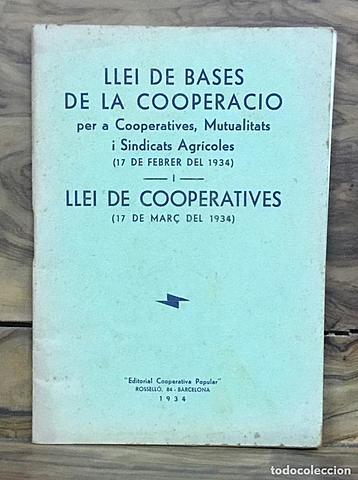 LLEI DE BASES
DE LA COOPERACIO
per a Cooperatives, Mutualitats
i Sindicats Agrícoles
(17 DE FEBRER DEL 1934)
— I —
LLEI DE COOPERATIVES
(17 DE MARÇ DEL 1934)
"Editorial Cooperativa Popular"
ROSSELLÓ, 84 - BARCELONA
1934
todocoleccion